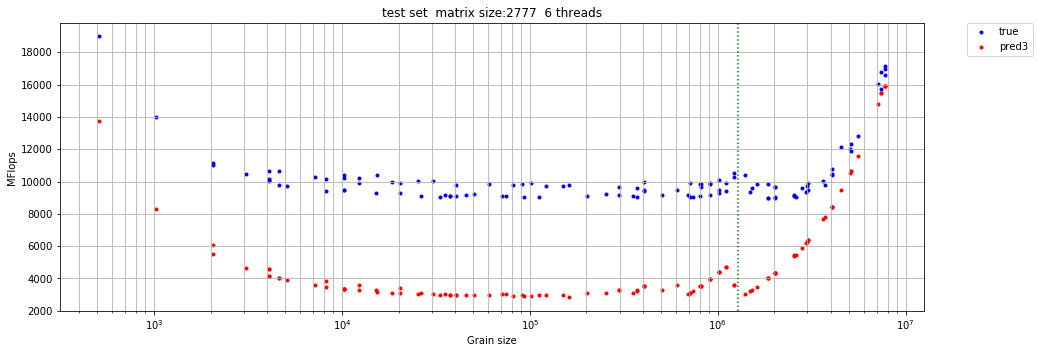 test set  matrix size:2777  6 threads
true
pred3
MFlops
18000
16000
14000
12000
10000
8000
6000
4000
2000
10³
10⁴
10⁵
10⁶
10⁷
Grain size